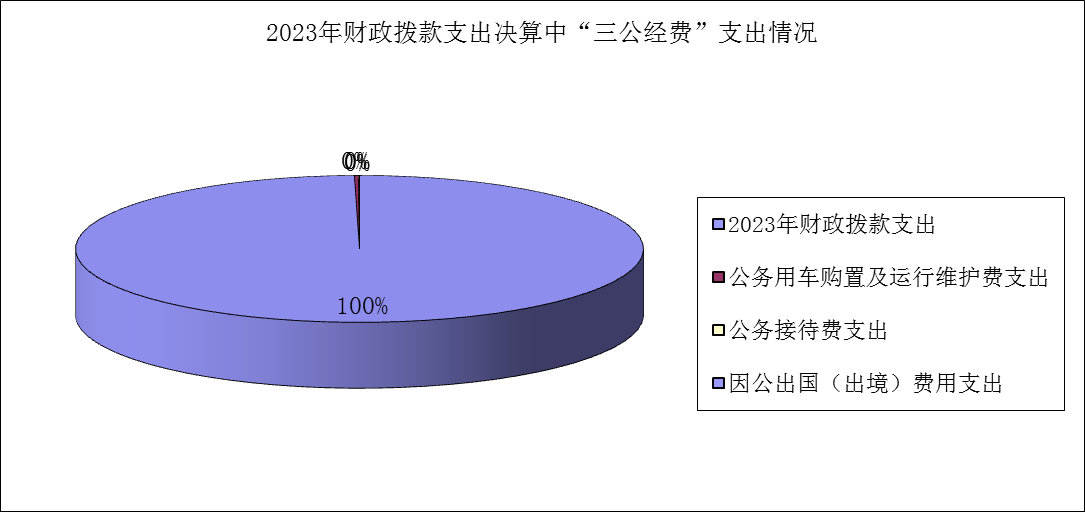 2023年财政拨款支出决算中“三公经费”支出情况
0%
0%
100%
2023年财政拨款支出
公务用车购置及运行维护费支出
公务接待费支出
因公出国（出境）费用支出